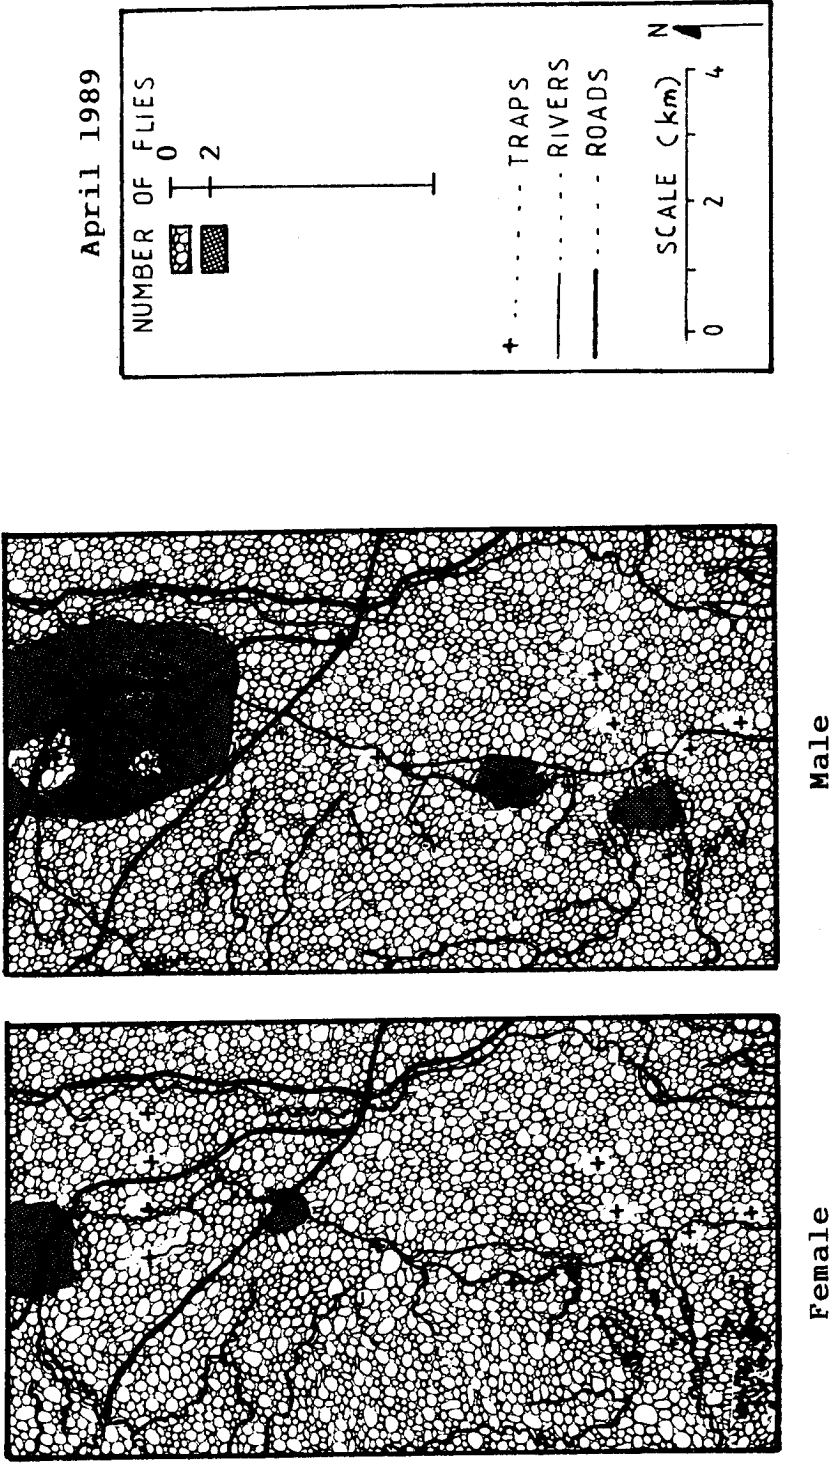 April 1989
NUMBER OF FLIES
0
2
+ ..... TRAPS
RIVERS
ROADS
SCALE (km)
0 2 4
N
Male
Female